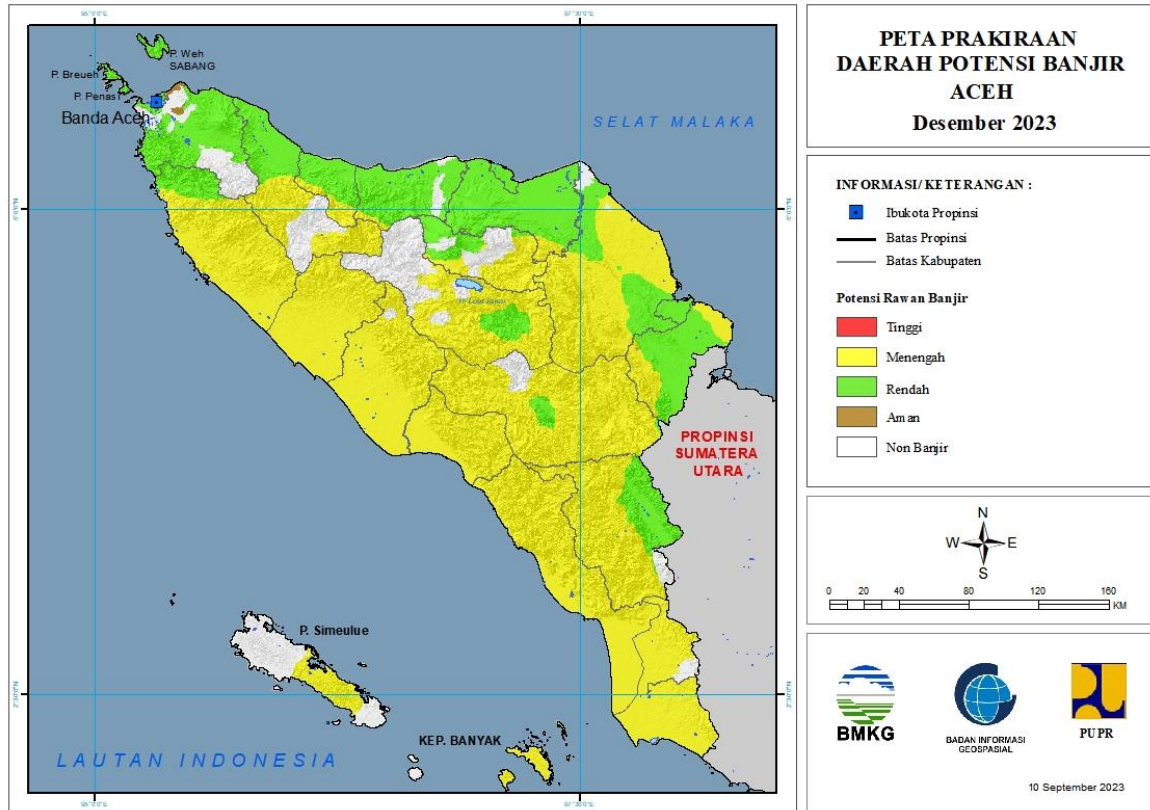 PETA PRAKIRAAN
DAERAH POTENSI BANJIR
ACEH
Desember 2023
INFORMASI/ KETERANGAN :
Ibukota Propinsi
Batas Propinsi
Batas Kabupaten
Potensi Rawan Banjir
Tinggi
Menengah
Rendah
Aman
Non Banjir
N
W E
S
0 20 40 80 120 160
KM
BMKG
BADAN INFORMASI
GEOSPASIAL
PUPR
10 September 2023
P. Weh
SABANG
P. Breueh
P. Penasi
Banda Aceh
SELAT MALAKA
PROPINSI
SUMATERA
UTARA
P. Simeulue
KEP. BANYAK
LAUTAN INDONESIA